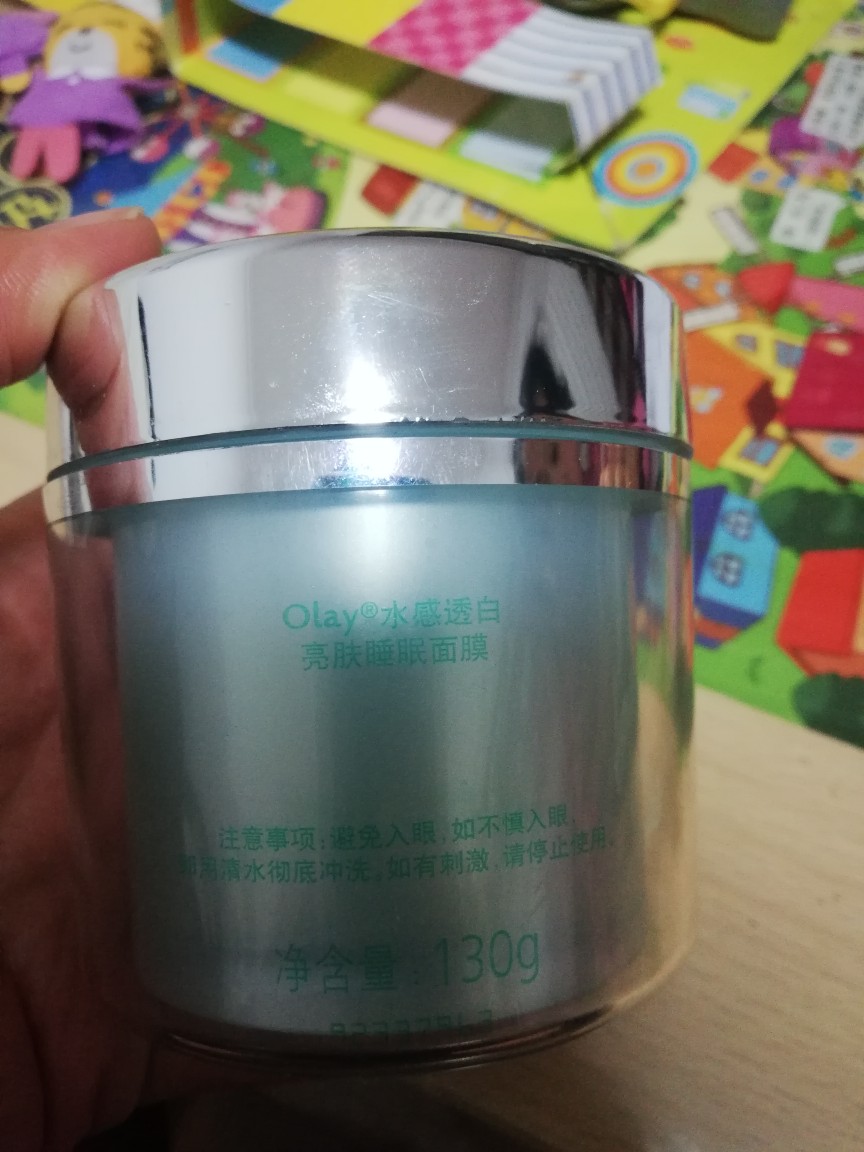 Olay®水感透白
亮肤睡眠面膜
注意事项:避免入眼,如不慎入眼,
即用清水彻底冲洗。如有刺激,请停止使用。
净含量:130g